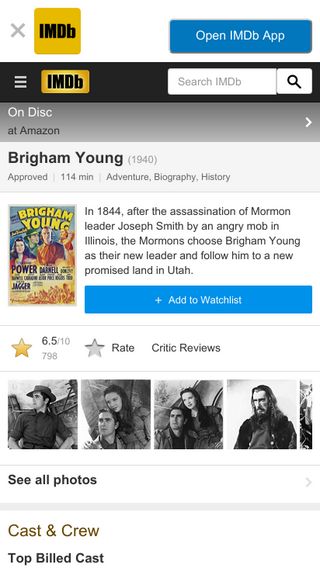 IMDb
Open IMDb App
IMDb
Search IMDb
On Disc
at Amazon
Brigham Young (1940)
Approved | 114 min | Adventure, Biography, History
BRIGHAM
YOUNG
POWER
DARNELL
JAGGER
In 1844, after the assassination of Mormon
leader Joseph Smith by an angry mob in
Illinois, the Mormons choose Brigham Young
as their new leader and follow him to a new
promised land in Utah.
+ Add to Watchlist
6.5/10
798
Rate
Critic Reviews
See all photos
Cast & Crew
Top Billed Cast